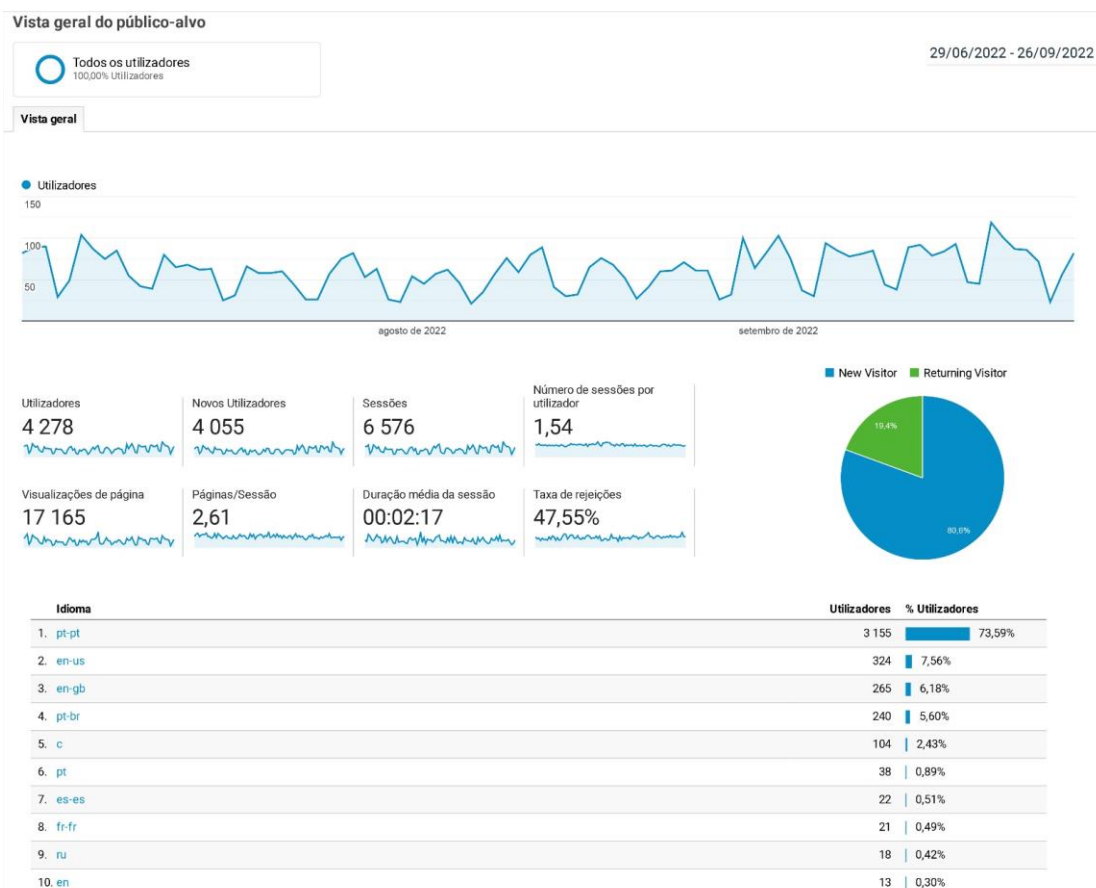 Vista geral do público-alvo
Todos os utilizadores
100,00% Utilizadores
29/06/2022 - 26/09/2022
Vista geral
Utilizadores
150
100
50
agosto de 2022
setembro de 2022
New Visitor Returning Visitor
Utilizadores
4 278
Novos Utilizadores
4 055
Sessões
6 576
Número de sessões por
utilizador
1,54
Visualizações de página
17 165
Páginas/Sessão
2,61
Duração média da sessão
00:02:17
Taxa de rejeições
47,55%
19,4%
80,6%
Idioma Utilizadores % Utilizadores
1. pt-pt 3 155 73,59%
2. en-us 324 7,56%
3. en-gb 265 6,18%
4. pt-br 240 5,60%
5. c 104 2,43%
6. pt 38 0,89%
7. es-es 22 0,51%
8. fr-fr 21 0,49%
9. ru 18 0,42%
10. en 13 0,30%